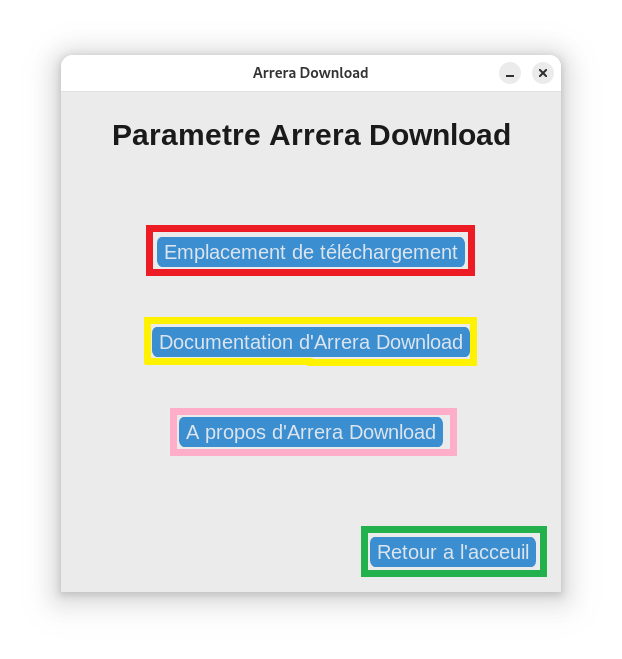 Arrera Download
Parametre Arrera Download
Emplacement de téléchargement
Documentation d'Arrera Download
A propos d'Arrera Download
Retour a l'acceuil